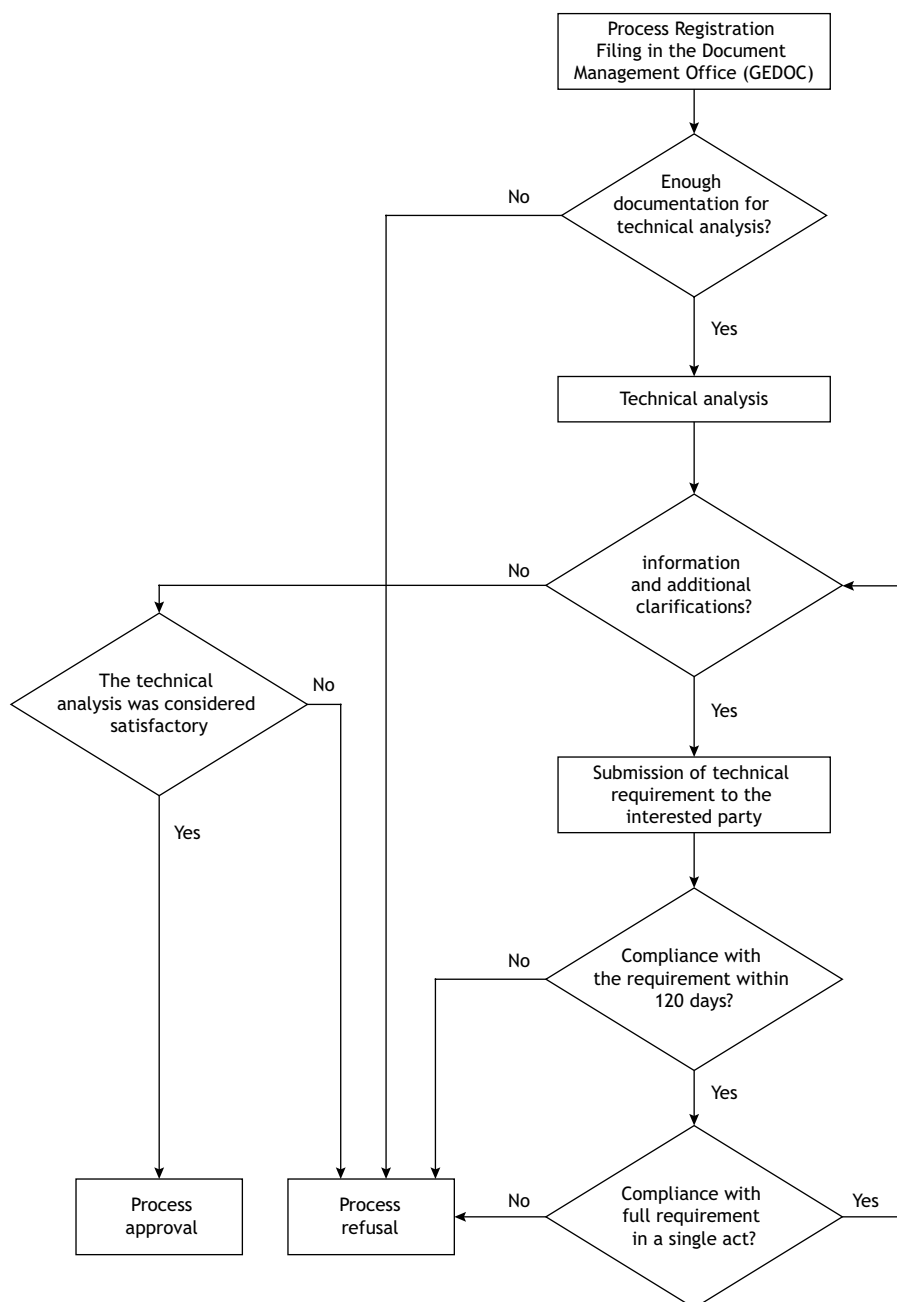 Process Registration
Filing in the Document
Management Office (GEDOC)
No
Enough
documentation for
technical analysis?
Yes
Technical analysis
No
information
and additional
clarifications?
The technical
analysis was considered
satisfactory
No
Yes
Submission of technical
requirement to the
interested party
Yes
No
Compliance with
the requirement within
120 days?
Yes
Process
approval
Process
refusal
No
Compliance with
full requirement
in a single act?
Yes